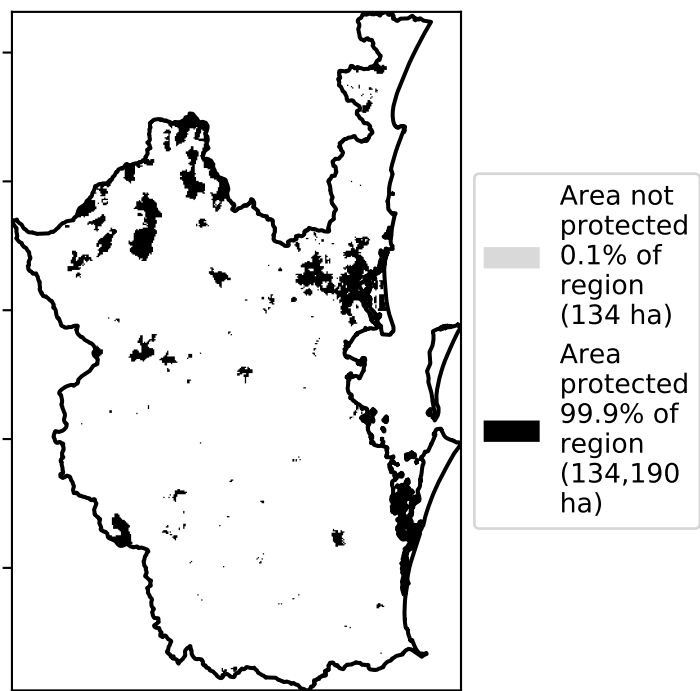 Area not
protected
0.1% of
region
(134 ha)
Area
protected
99.9% of
region
(134,190
ha)